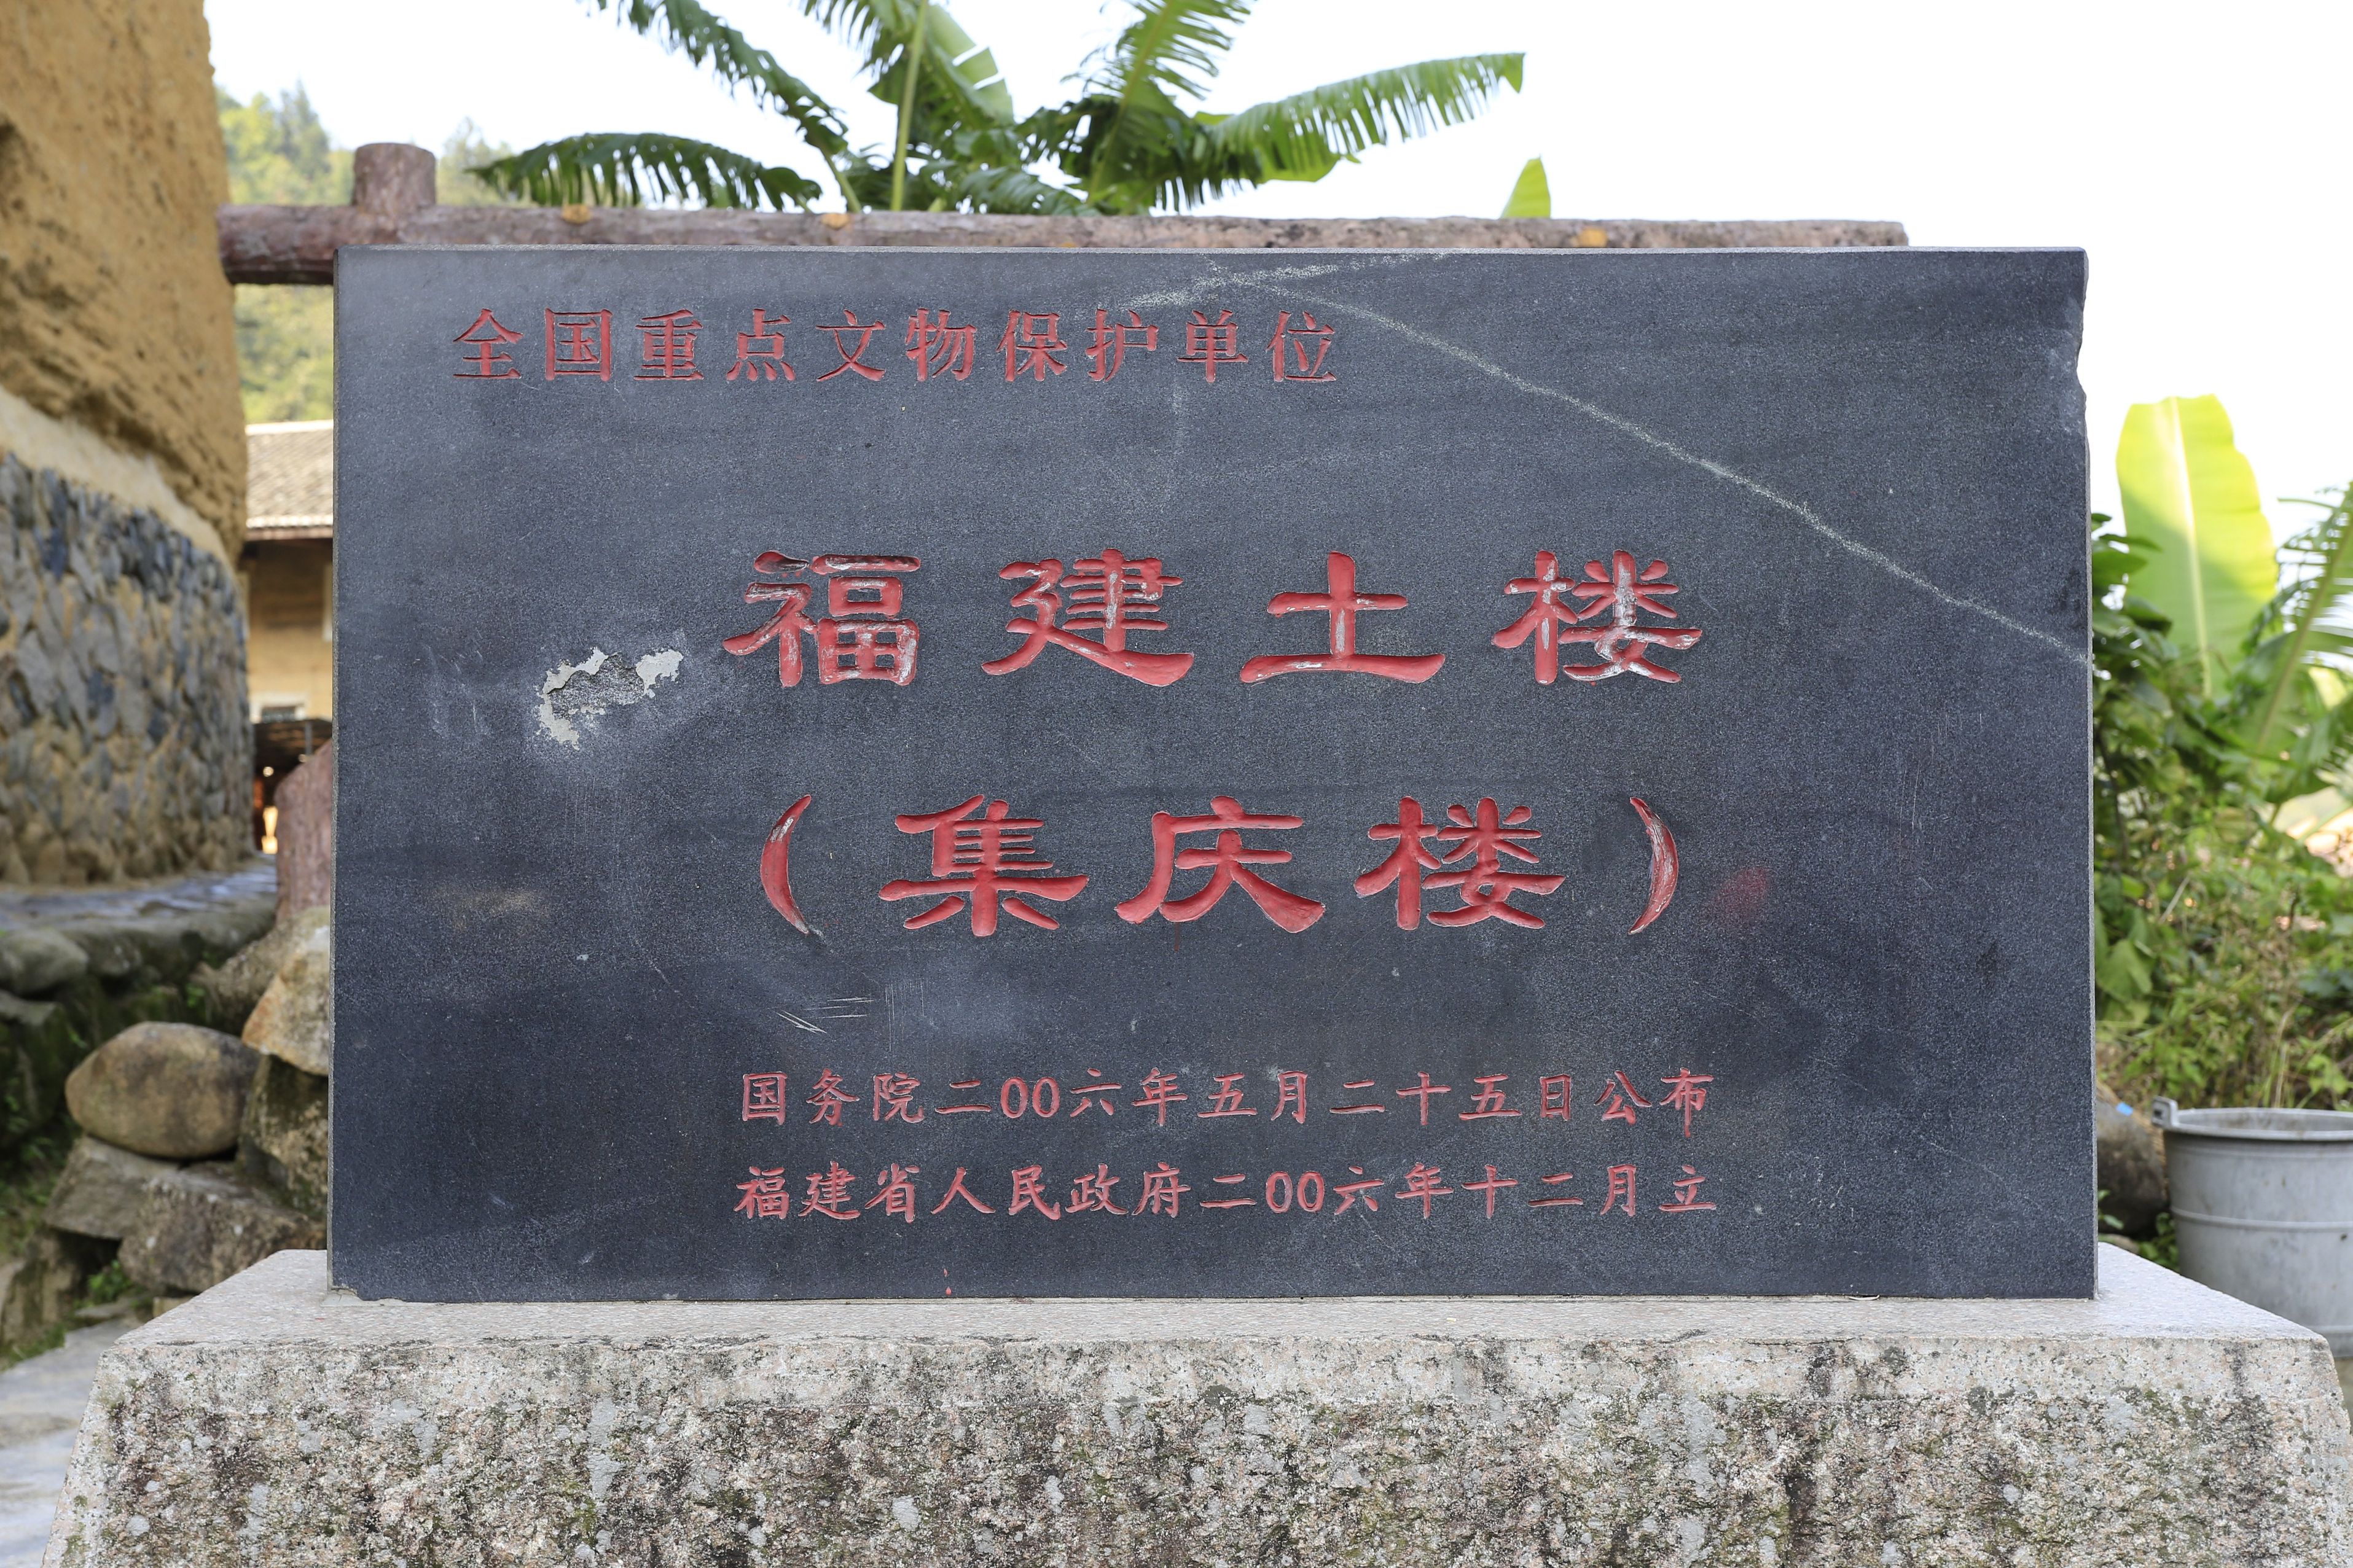 全国重点文物保护单位
福建土楼
（集庆楼）
国务院二00六年五月二十五日公布
福建省人民政府二00六年十二月立